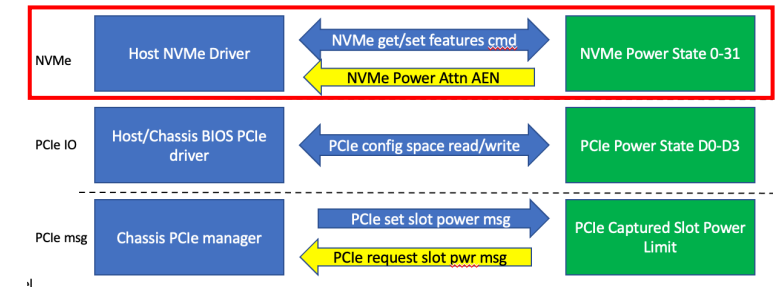 NVMe
Host NVMe Driver
NVMe get/set features cmd
NVMe Power Attn AEN
NVMe Power State 0-31
PCIe IO
Host/Chassis BIOS PCIe
driver
PCIe config space read/write
PCIe Power State D0-D3
PCIe msg
Chassis PCIe manager
PCIe set slot power msg
PCIe request slot pwr msg
PCIe Captured Slot Power
Limit